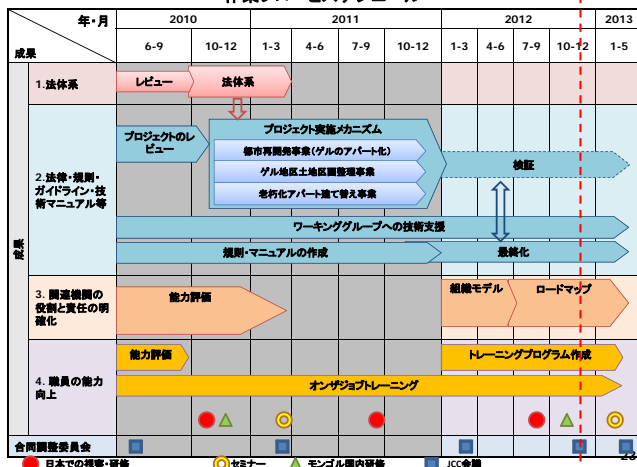 年・月
2010
2011
2012
2013
成果
6-9
10-12
1-3
4-6
7-9
10-12
1-3
4-6
7-9
10-12
1-5
成果
1.法体系
レビュー
法体系
2.法律・規則・
ガイドライン・技
術マニュアル等
プロジェクトのレ
ビュー
プロジェクト実施メカニズム
都市再開発事業(ゲルのアパート化)
ゲル地区土地区画整理事業
老朽化アパート建て替え事業
検証
ワーキンググループへの技術支援
規則・マニュアルの作成
最終化
3. 関連機関の
役割と責任の明
確化
能力評価
組織モデル
ロードマップ
4. 職員の能力
向上
能力評価
トレーニングプログラム作成
オンザジョブトレーニング
合同調整委員会
日本での視察・研修
セミナー
モンゴル国内研修
JCC会議